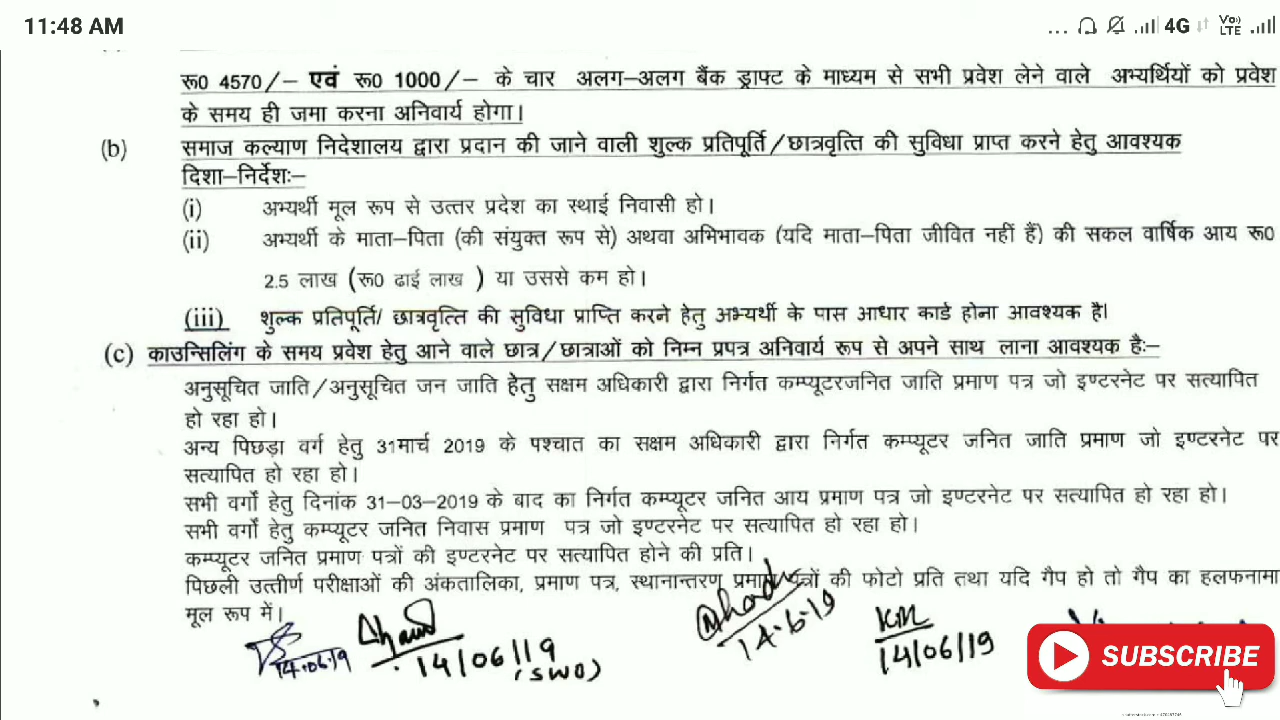 11:48 AM
... 4G Vo)) LTE
रू0 4570/– एवं रू0 1000/– के चार अलग–अलग बैंक ड्राफ्ट के माध्यम से सभी प्रवेश लेने वाले अभ्यर्थियों को प्रवेश
के समय ही जमा करना अनिवार्य होगा।
(b) समाज कल्याण निदेशालय द्वारा प्रदान की जाने वाली शुल्क प्रतिपूर्ति/छात्रवृत्ति की सुविधा प्राप्त करने हेतु आवश्यक
दिशा–निर्देशः–
(i) अभ्यर्थी मूल रूप से उत्तर प्रदेश का स्थाई निवासी हो।
(ii) अभ्यर्थी के माता–पिता (की संयुक्त रूप से) अथवा अभिभावक (यदि माता–पिता जीवित नहीं हैं) की सकल वार्षिक आय रू0
2.5 लाख (रू0 ढाई लाख ) या उससे कम हो।
(iii) शुल्क प्रतिपूर्ति/ छात्रवृत्ति की सुविधा प्राप्ति करने हेतु अभ्यर्थी के पास आधार कार्ड होना आवश्यक है।
(c) काउन्सिलिंग के समय प्रवेश हेतु आने वाले छात्र/छात्राओं को निम्न प्रपत्र अनिवार्य रूप से अपने साथ लाना आवश्यक हैः–
अनुसूचित जाति/अनुसूचित जन जाति हेतु सक्षम अधिकारी द्वारा निर्गत कम्प्यूटरजनित जाति प्रमाण पत्र जो इण्टरनेट पर सत्यापित
हो रहा हो।
अन्य पिछड़ा वर्ग हेतु 31मार्च 2019 के पश्चात का सक्षम अधिकारी द्वारा निर्गत कम्प्यूटर जनित जाति प्रमाण जो इण्टरनेट पर
सत्यापित हो रहा हो।
सभी वर्गों हेतु दिनांक 31–03–2019 के बाद का निर्गत कम्प्यूटर जनित आय प्रमाण पत्र जो इण्टरनेट पर सत्यापित हो रहा हो।
सभी वर्गों हेतु कम्प्यूटर जनित निवास प्रमाण पत्र जो इण्टरनेट पर सत्यापित हो रहा हो।
कम्प्यूटर जनित प्रमाण पत्रों की इण्टरनेट पर सत्यापित होने की प्रति।
पिछली उत्तीर्ण परीक्षाओं की अंकतालिका, प्रमाण पत्र, स्थानान्तरण प्रमाण पत्रों की फोटो प्रति तथा यदि गैप हो तो गैप का हलफनामा
मूल रूप में।
14.06.19 14/06/19 14.6.19 14/06/19
(SWO)
SUBSCRIBE